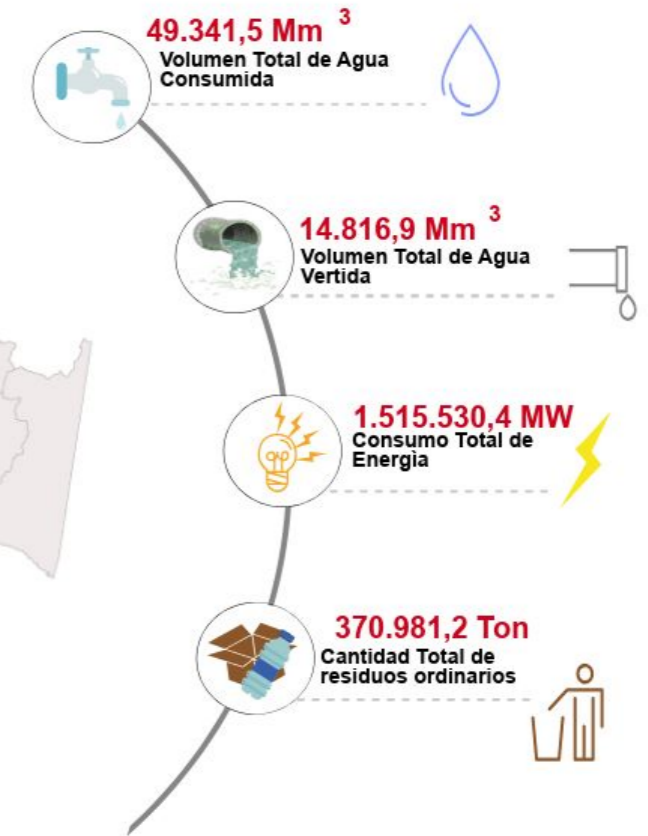 49.341,5 Mm 3
Volumen Total de Agua
Consumida
14.816,9 Mm 3
Volumen Total de Agua
Vertida
1.515.530,4 MW
Consumo Total de
Energìa
370.981,2 Ton
Cantidad Total de
residuos ordinarios